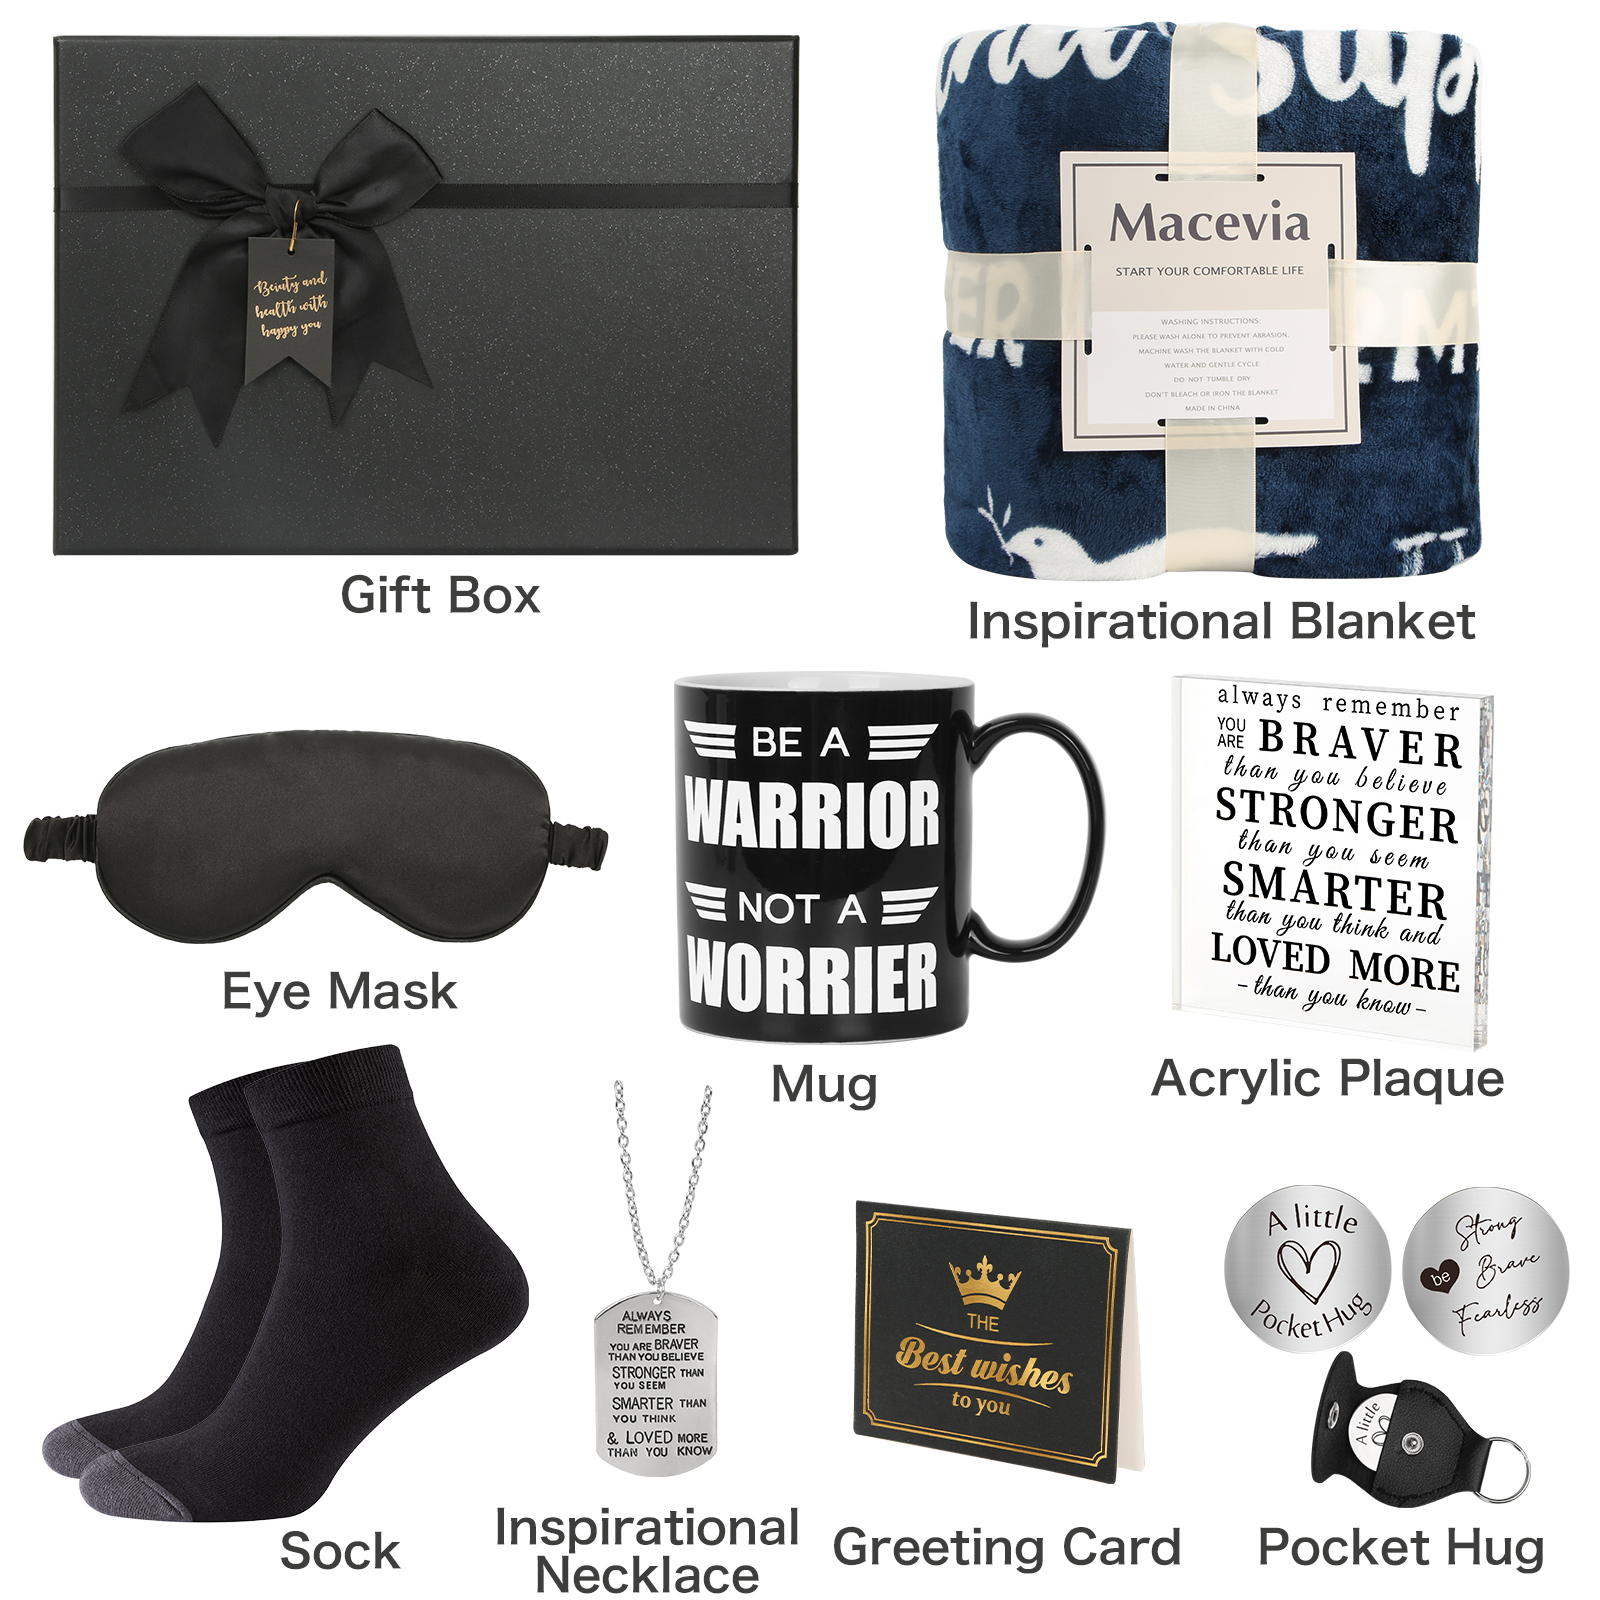 Beauty and
health with
happy you
Gift Box
and Sup
Macevia
START YOUR COMFORTABLE LIFE
WASHING INSTRUCTIONS:
PLEASE WASH ALONE TO PREVENT ABRASION.
MACHINE WASH THE BLANKET WITH COLD
WATER AND GENTLE CYCLE
DO NOT TUMBLE DRY
DON'T BLEACH OR IRON THE BLANKET
MADE IN CHINA
Inspirational Blanket
Eye Mask
BE A
WARRIOR
NOT A
WORRIER
Mug
always remember
YOU ARE BRAVER
than you believe
STRONGER
than you seem
SMARTER
than you think and
LOVED MORE
- than you know -
Acrylic Plaque
Sock
ALWAYS
REMEMBER
YOU ARE BRAVER
THAN YOU BELIEVE
STRONGER THAN
YOU SEEM
SMARTER THAN
YOU THINK
& LOVED MORE
THAN YOU KNOW
Inspirational
Necklace
THE
Best wishes
to you
Greeting Card
A little
Pocket Hug
Strong
be Brave
Fearless
A little
Pocket Hug